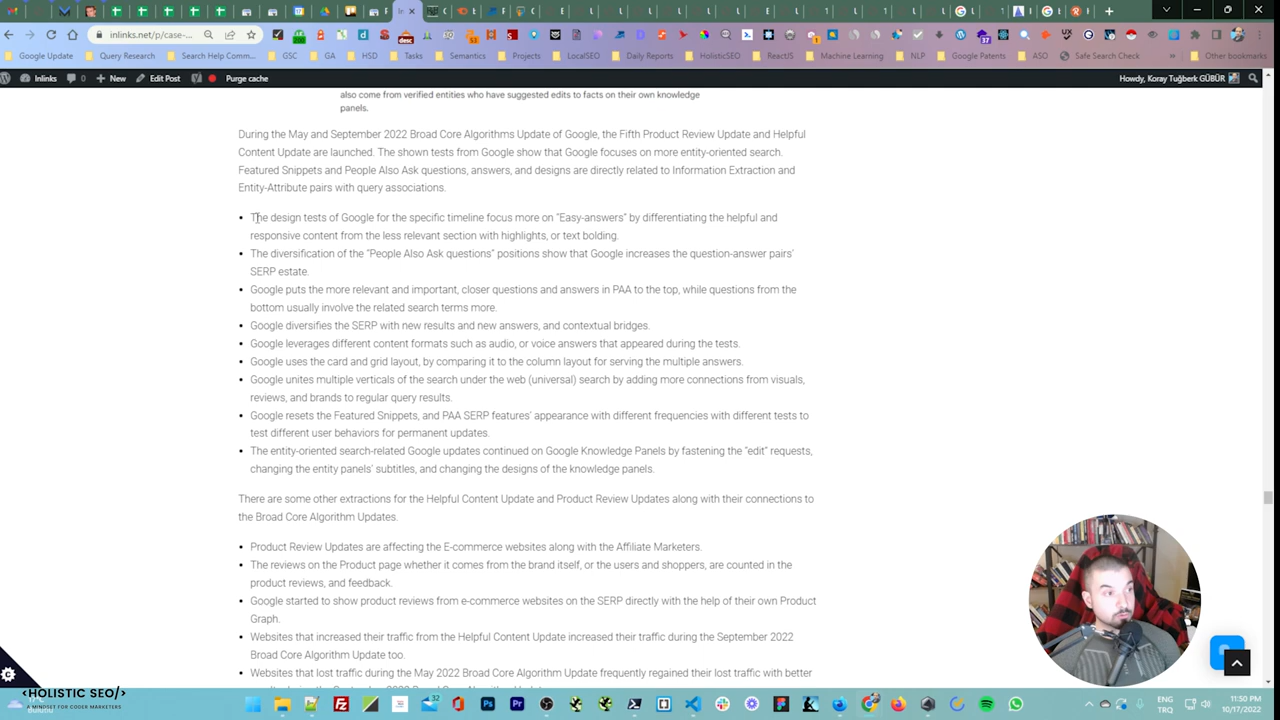 inlinks.net/p/case-...
Google Update
Query Research
Search Help Comm...
GSC
GA
HSD
Tasks
Semantics
Projects
LocalSEO
Daily Reports
HolisticSEO
ReactJS
Machine Learning
NLP
Google Patents
ASO
Safe Search Check
»
Other bookmarks
Inlinks
0
+ New
Edit Post
Purge cache
Howdy, Koray Tuğberk GÜBÜR
also come from verified entities who have suggested edits to facts on their own knowledge
panels.
During the May and September 2022 Broad Core Algorithms Update of Google, the Fifth Product Review Update and Helpful
Content Update are launched. The shown tests from Google show that Google focuses on more entity-oriented search.
Featured Snippets and People Also Ask questions, answers, and designs are directly related to Information Extraction and
Entity-Attribute pairs with query associations.
• The design tests of Google for the specific timeline focus more on “Easy-answers” by differentiating the helpful and
responsive content from the less relevant section with highlights, or text bolding.
• The diversification of the “People Also Ask questions” positions show that Google increases the question-answer pairs’
SERP estate.
• Google puts the more relevant and important, closer questions and answers in PAA to the top, while questions from the
bottom usually involve the related search terms more.
• Google diversifies the SERP with new results and new answers, and contextual bridges.
• Google leverages different content formats such as audio, or voice answers that appeared during the tests.
• Google uses the card and grid layout, by comparing it to the column layout for serving the multiple answers.
• Google unites multiple verticals of the search under the web (universal) search by adding more connections from visuals,
reviews, and brands to regular query results.
• Google resets the Featured Snippets, and PAA SERP features’ appearance with different frequencies with different tests to
test different user behaviors for permanent updates.
• The entity-oriented search-related Google updates continued on Google Knowledge Panels by fastening the “edit” requests,
changing the entity panels’ subtitles, and changing the designs of the knowledge panels.
There are some other extractions for the Helpful Content Update and Product Review Updates along with their connections to
the Broad Core Algorithm Updates.
• Product Review Updates are affecting the E-commerce websites along with the Affiliate Marketers.
• The reviews on the Product page whether it comes from the brand itself, or the users and shoppers, are counted in the
product reviews, and feedback.
• Google started to show product reviews from e-commerce websites on the SERP directly with the help of their own Product
Graph.
• Websites that increased their traffic from the Helpful Content Update increased their traffic during the September 2022
Broad Core Algorithm Update too.
• Websites that lost traffic during the May 2022 Broad Core Algorithm Update frequently regained their lost traffic with better
<HOLISTIC SEO/>
A MINDSET FOR CODER MARKETERS
ENG
TRQ
11:50 PM
10/17/2022